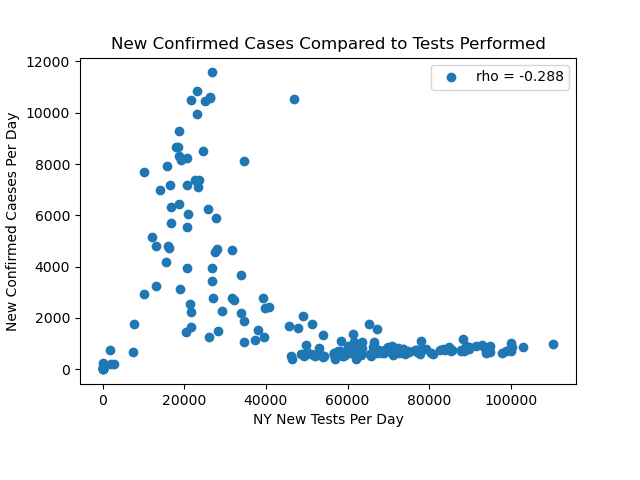 New Confirmed Cases Compared to Tests Performed
rho = -0.288
12000
10000
8000
6000
4000
2000
0
New Confirmed Caeses Per Day
0 20000 40000 60000 80000 100000
NY New Tests Per Day